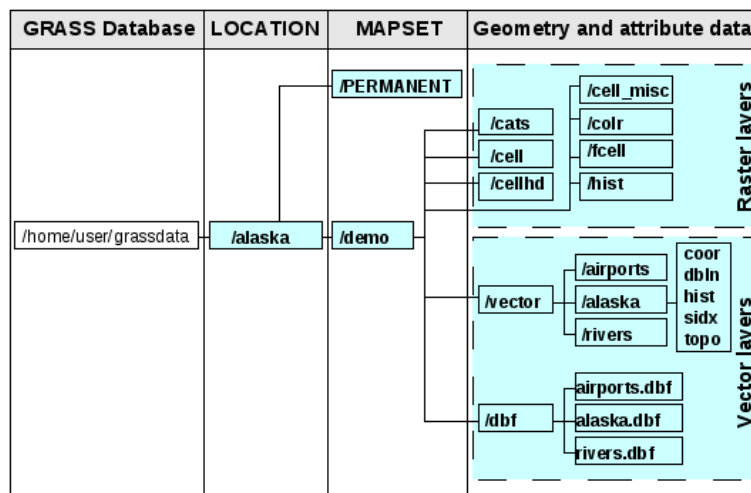 GRASS Database
LOCATION
MAPSET
Geometry and attribute data
/PERMANENT
/cell_misc
/cats
/colr
/cell
/fcell
/cellhd
/hist
Raster layers
/home/user/grassdata
/alaska
/demo
/vector
/airports
/alaska
/rivers
coor
dbln
hist
sidx
topo
/dbf
airports.dbf
alaska.dbf
rivers.dbf
Vector layers